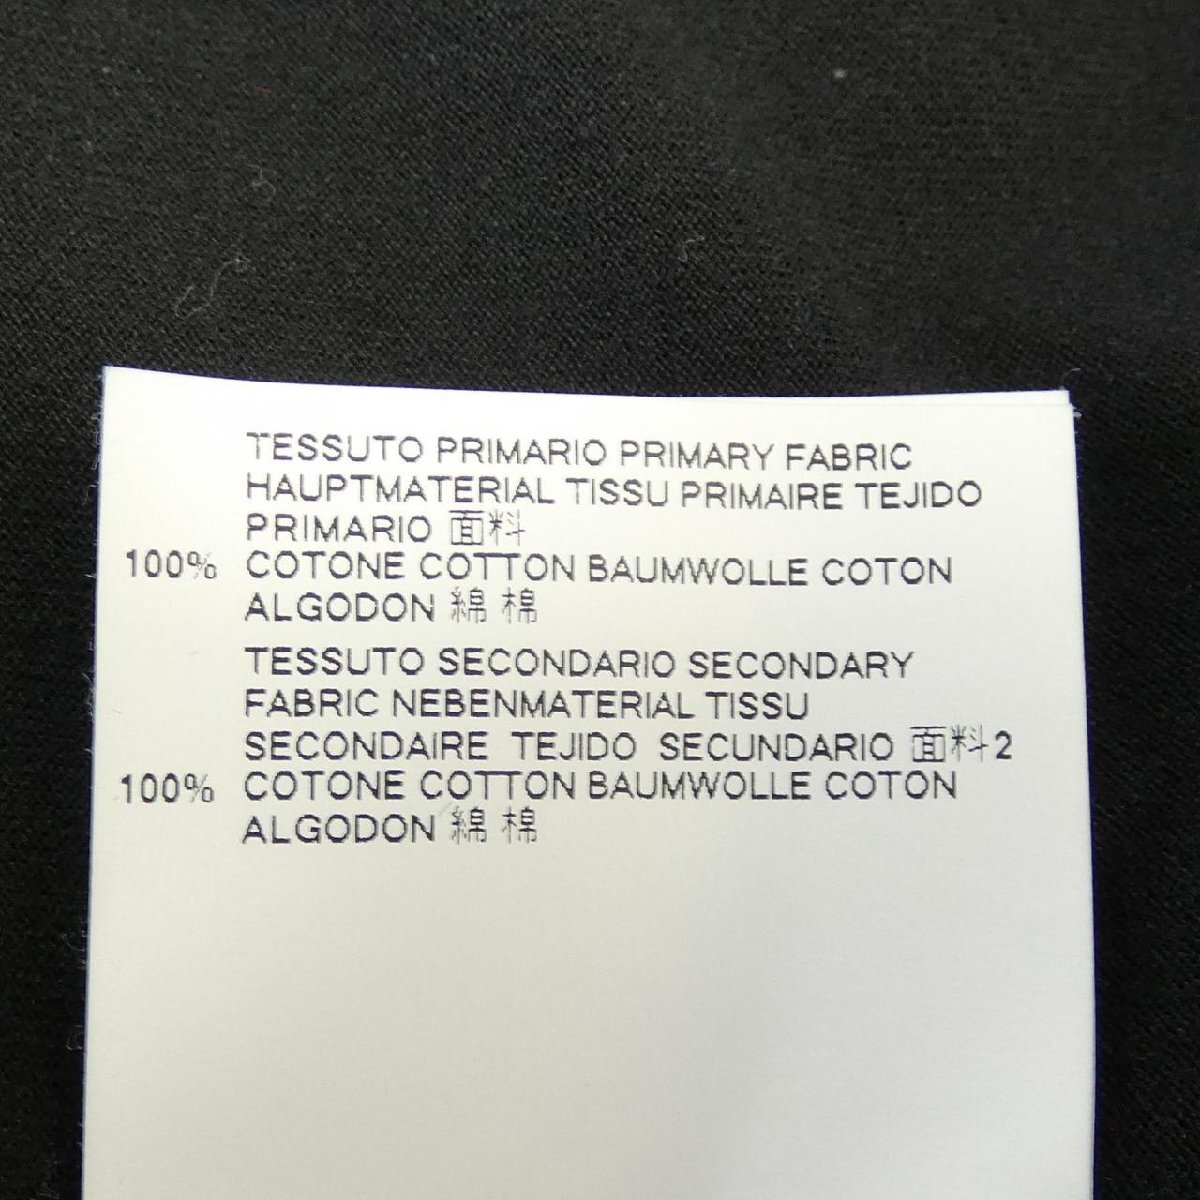 TESSUTO PRIMARIO PRIMARY FABRIC
HAUPTMATERIAL TISSU PRIMAIRE TEJIDO
PRIMARIO 面料
100% COTONE COTTON BAUMWOLLE COTON
ALGODON 綿 棉
TESSUTO SECONDARIO SECONDARY
FABRIC NEBENMATERIAL TISSU
SECONDAIRE TEJIDO SECUNDARIO 面料2
100% COTONE COTTON BAUMWOLLE COTON
ALGODON 綿 棉